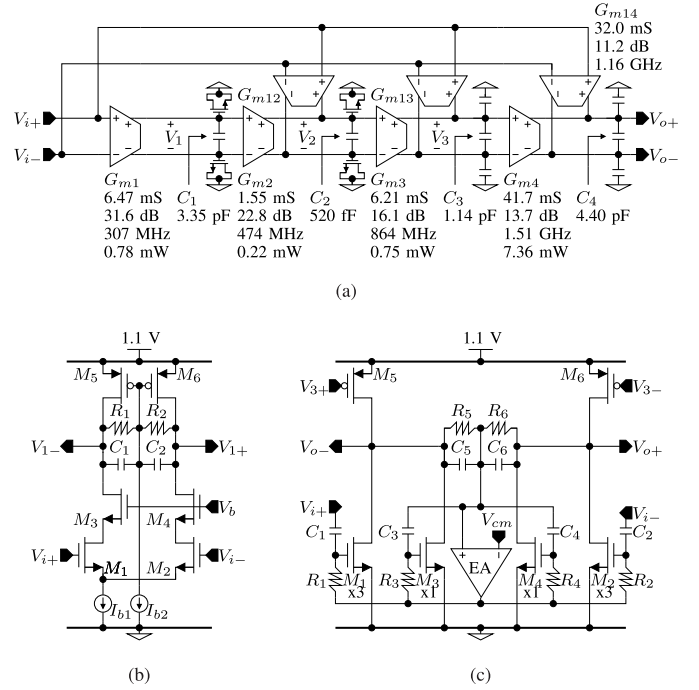 G_m14
32.0 mS
11.2 dB
1.16 GHz
G_m12 G_m13
V_i+ V_1 V_2 V_3 V_o+
V_i− V_o−
G_m1 C_1 G_m2 C_2 G_m3 C_3 G_m4 C_4
6.47 mS 3.35 pF 1.55 mS 520 fF 6.21 mS 1.14 pF 41.7 mS 4.40 pF
31.6 dB 22.8 dB 16.1 dB 13.7 dB
307 MHz 474 MHz 864 MHz 1.51 GHz
0.78 mW 0.22 mW 0.75 mW 7.36 mW
(a)
1.1 V
M_5 M_6
R_1 R_2
V_1− V_1+
C_1 C_2
M_3 M_4 V_b
V_i+ M_1 M_2 V_i−
I_b1 I_b2
(b)
1.1 V
V_3+ M_5 M_6 V_3−
R_5 R_6
V_o− V_o+
C_5 C_6
V_i+ V_cm V_i−
C_1 C_3 C_4 C_2
R_1 M_1 R_3 M_3 EA M_4 R_4 M_2 R_2
x3 x1 x1 x3
(c)